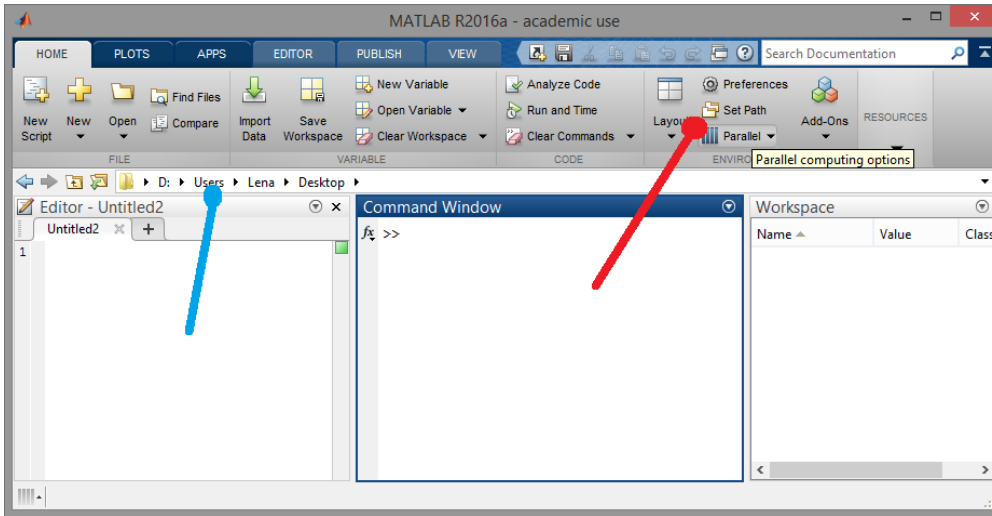 MATLAB R2016a - academic use
HOME PLOTS APPS EDITOR PUBLISH VIEW Search Documentation
New Script
New
Open
Find Files
Compare
FILE
Import Data
Save Workspace
New Variable
Open Variable
Clear Workspace
VARIABLE
Analyze Code
Run and Time
Clear Commands
CODE
Preferences
Set Path
Parallel
Add-Ons
RESOURCES
Parallel computing options
D: Users Lena Desktop
Editor - Untitled2
Untitled2 +
1
Command Window
fx >>
Workspace
Name Value Class